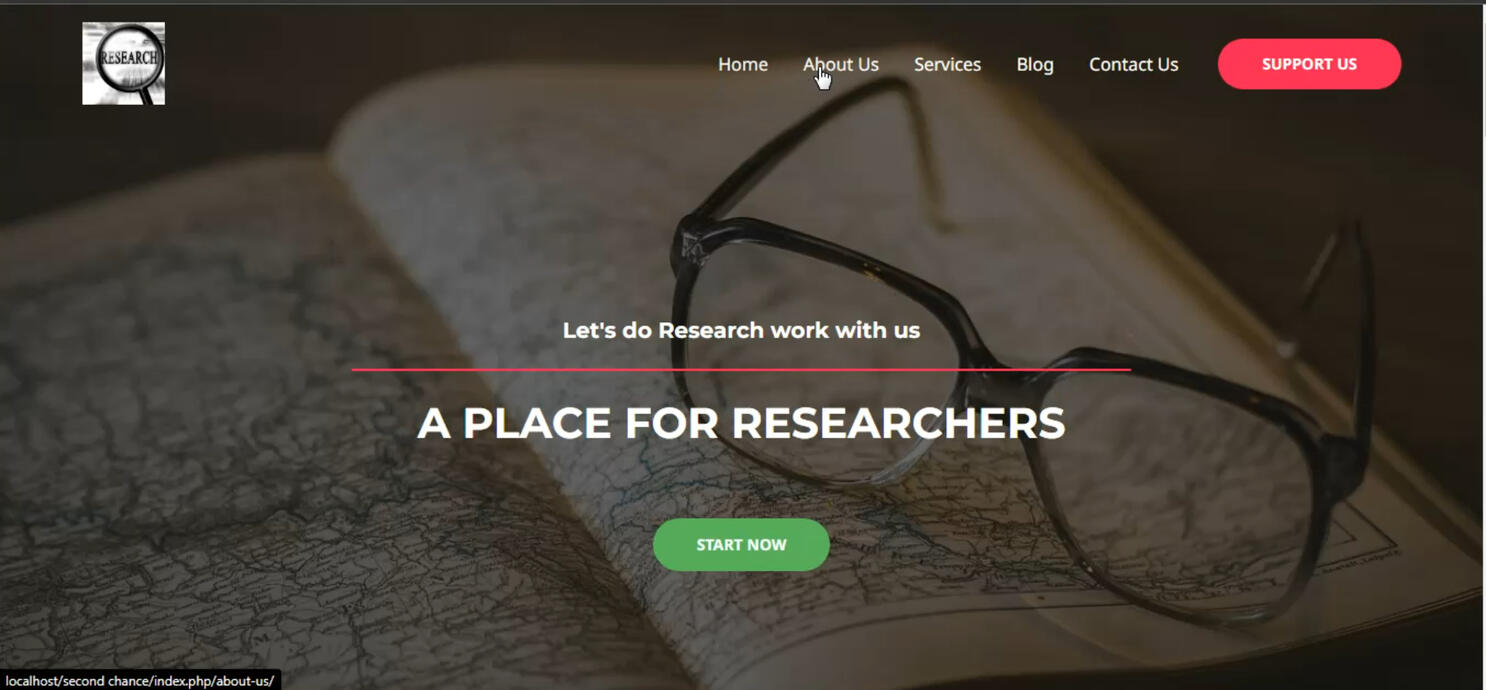 RESEARCH
Home About Us Services Blog Contact Us SUPPORT US
Let's do Research work with us
A PLACE FOR RESEARCHERS
START NOW
localhost/second chance/index.php/about-us/